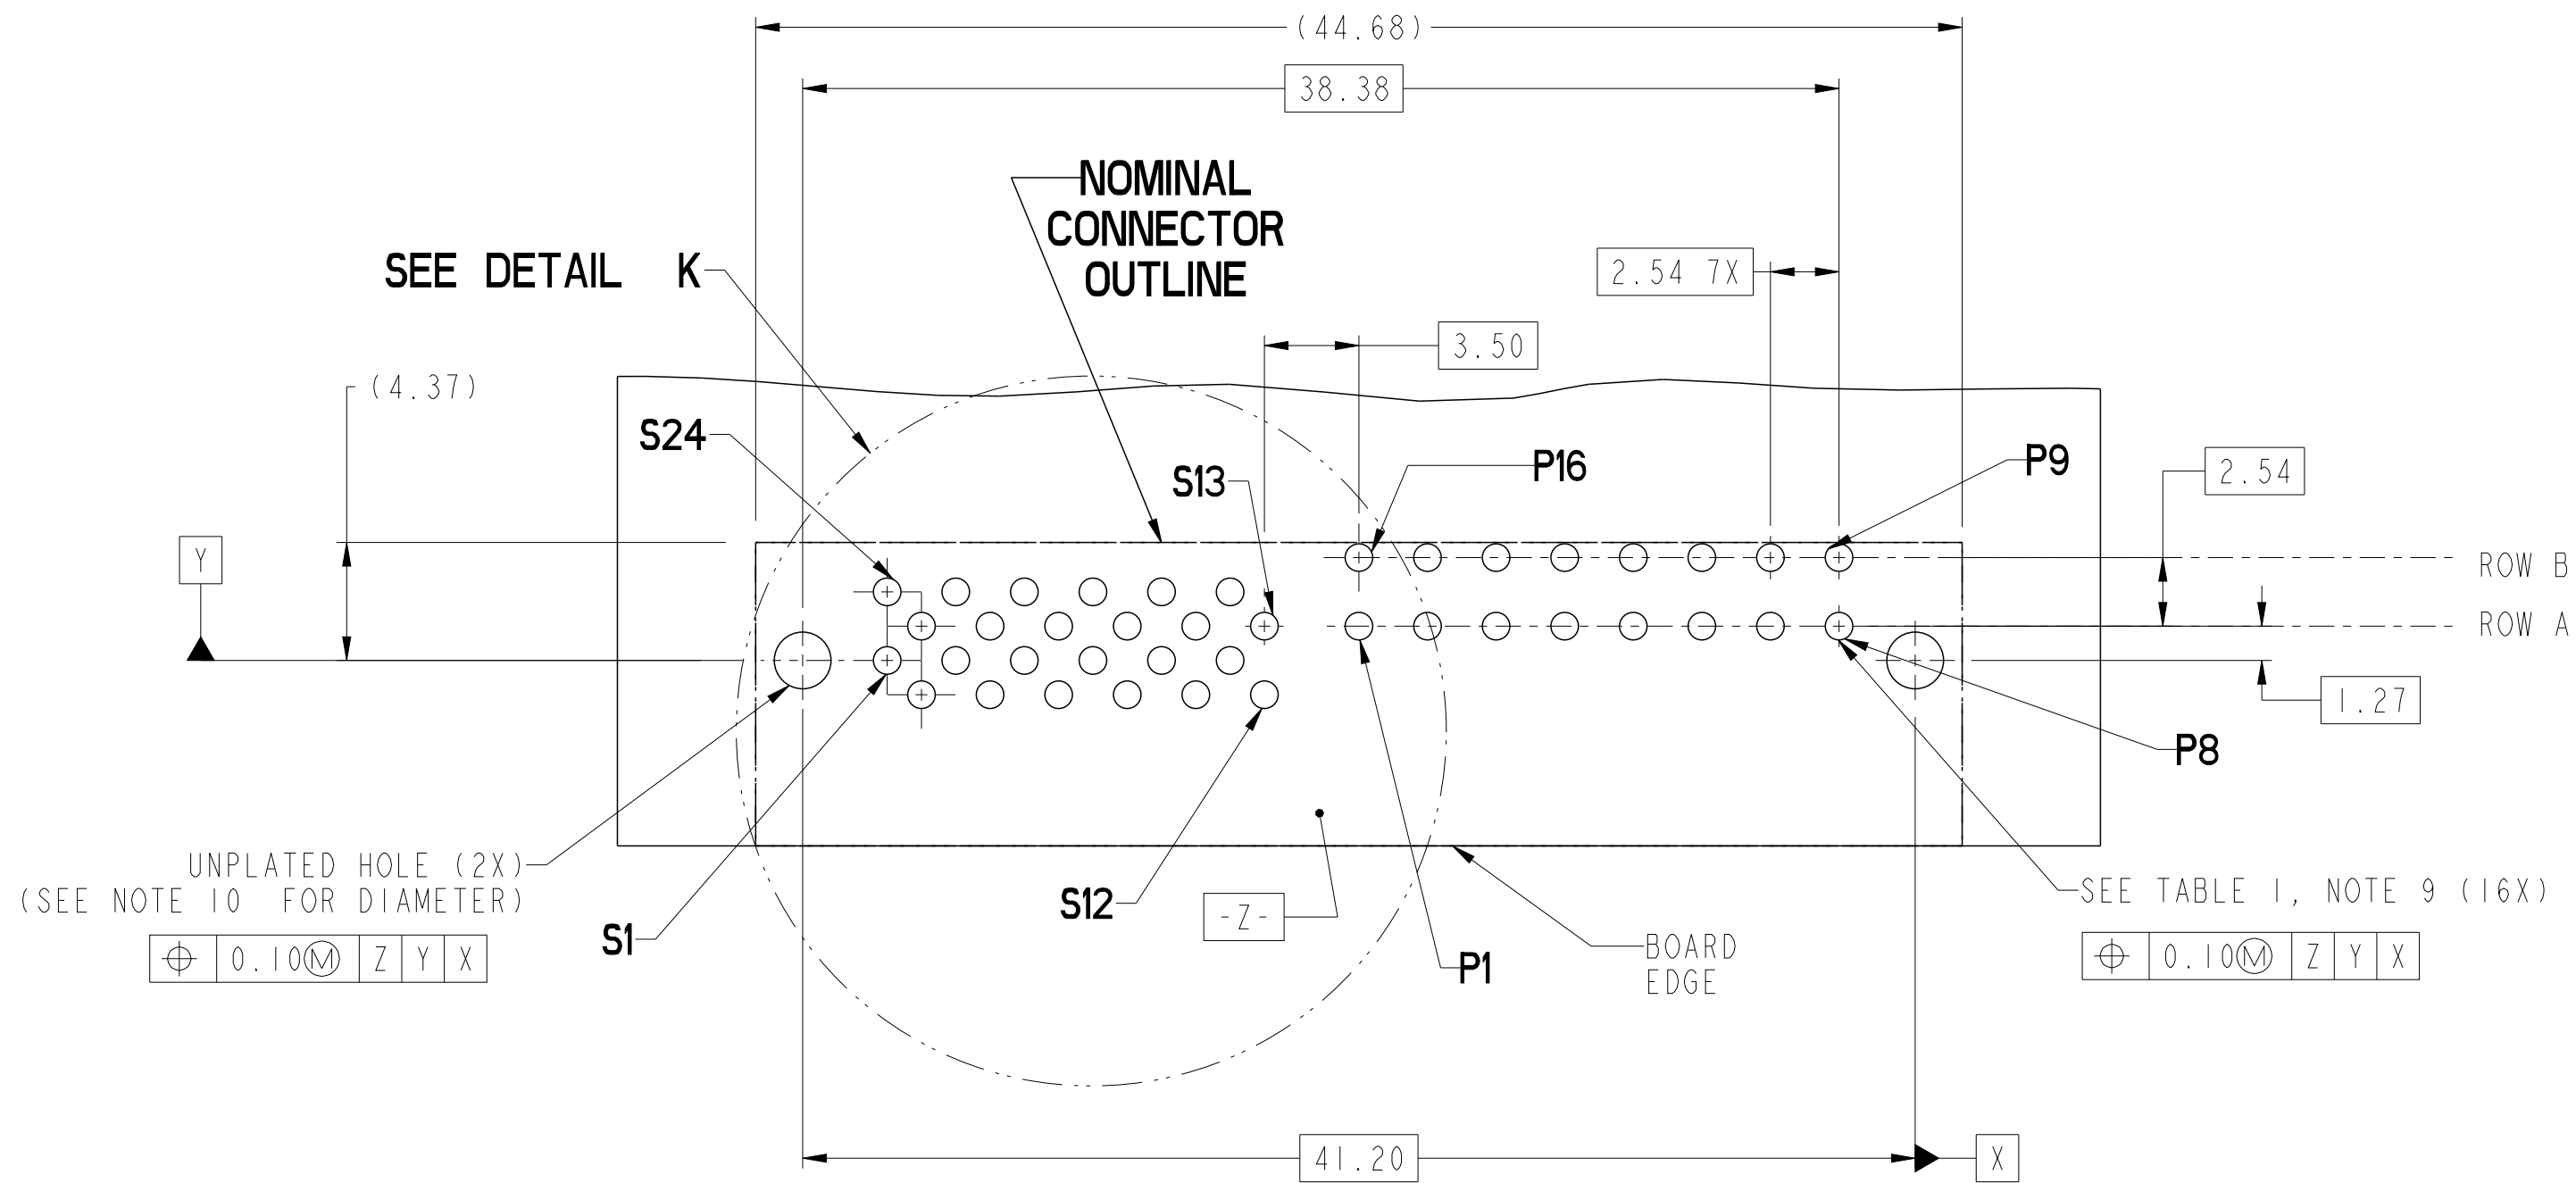 (44.68)
38.38
NOMINAL
CONNECTOR
OUTLINE
SEE DETAIL K
2.54 7X
3.50
(4.37)
S24
S13
P16
P9
2.54
Y
ROW B
ROW A
1.27
P8
UNPLATED HOLE (2X)
(SEE NOTE 10 FOR DIAMETER)
0.10Ⓜ Z Y X
S1
S12
-Z-
P1
BOARD
EDGE
SEE TABLE 1, NOTE 9 (16X)
0.10Ⓜ Z Y X
41.20
X